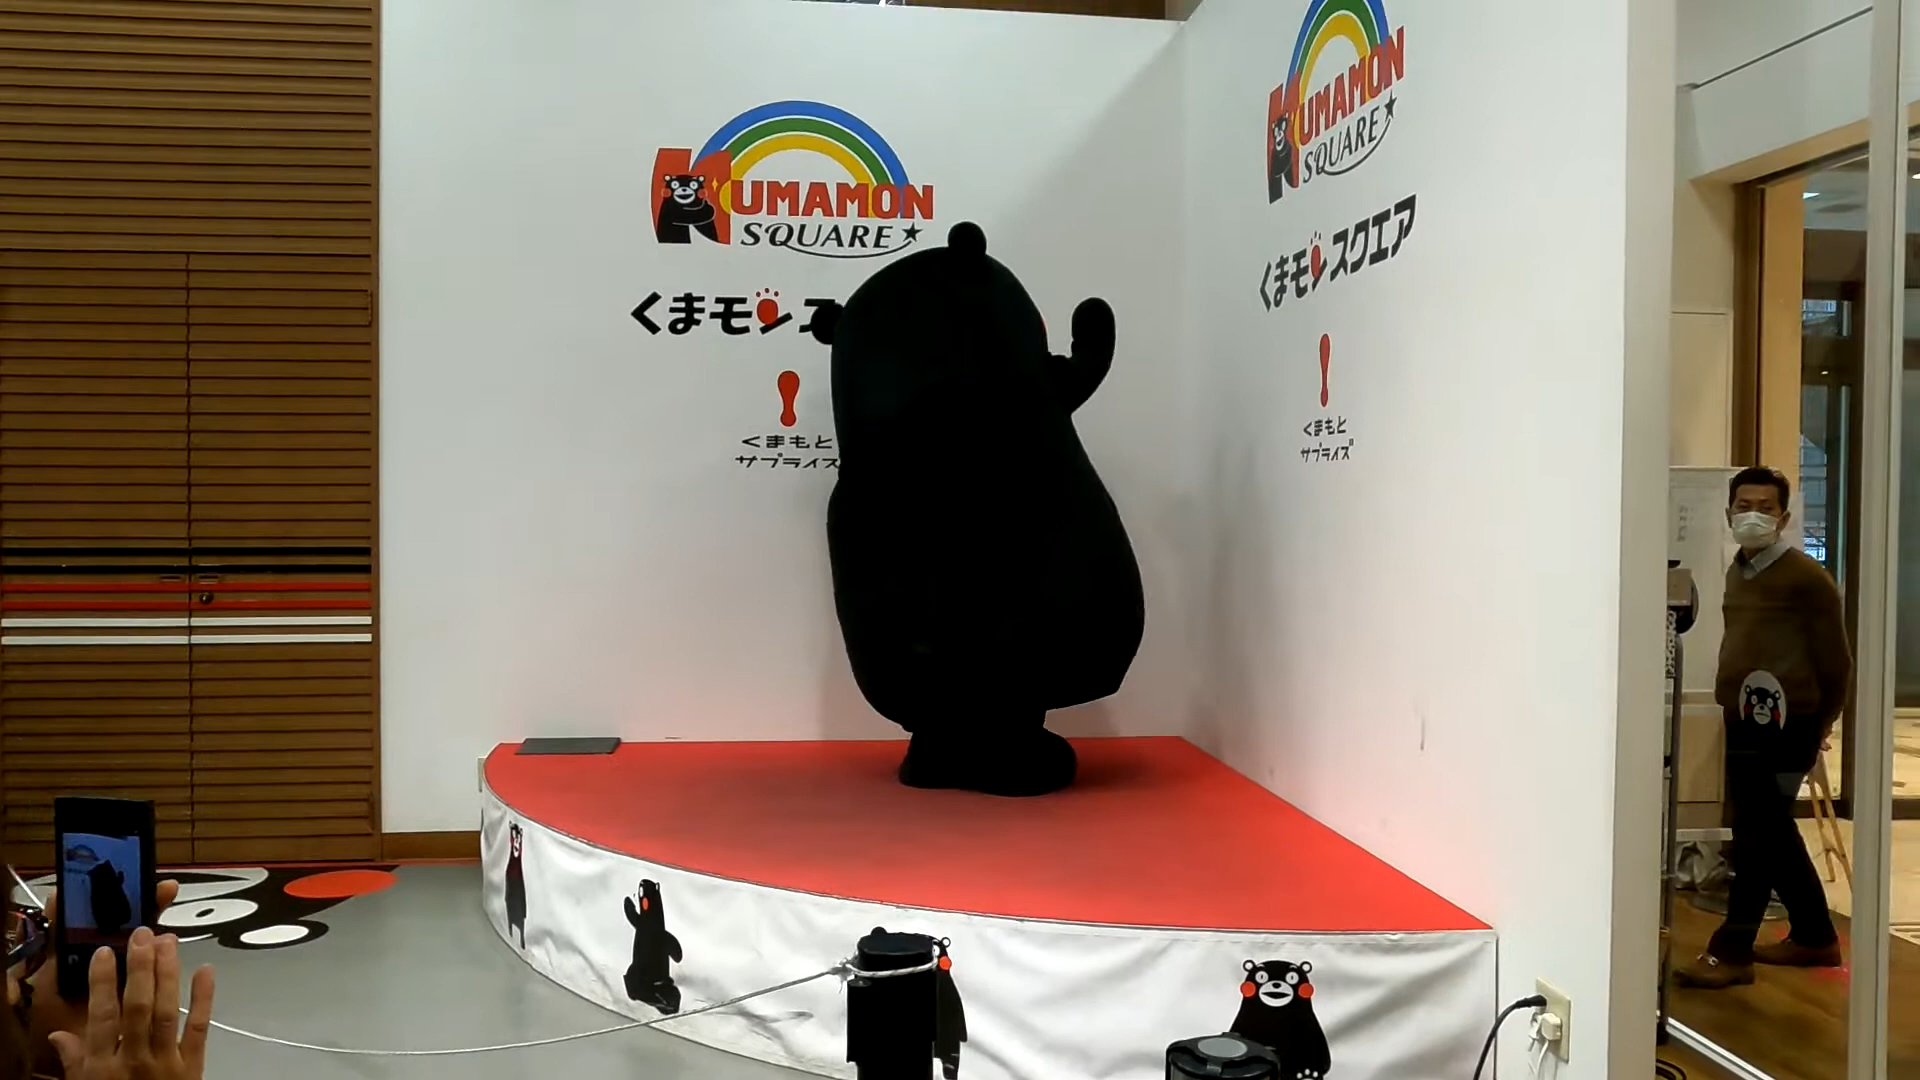 KUMAMON
SQUARE
くまモンス
くまもと
サプライズ
KUMAMON
SQUARE
くまモンスクエア
くまもと
サプライズ